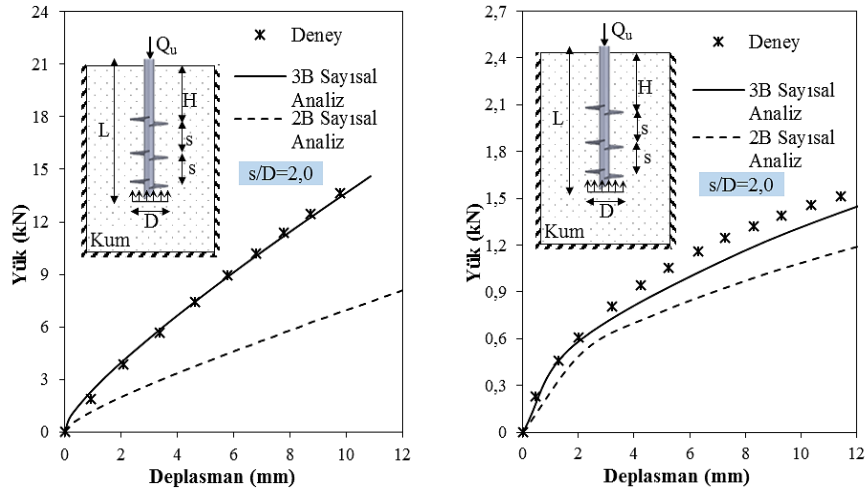 24
21
18
15
12
9
6
3
0
Yük (kN)
Qu
H
L
s
s
D
Kum
Deney
3B Sayısal
Analiz
2B Sayısal
Analiz
s/D=2,0
0 2 4 6 8 10 12
Deplasman (mm)
2,7
2,4
2,1
1,8
1,5
1,2
0,9
0,6
0,3
0
Yük (kN)
Qu
H
L
s
s
D
Kum
Deney
3B Sayısal
Analiz
2B Sayısal
Analiz
s/D=2,0
0 2 4 6 8 10 12
Deplasman (mm)